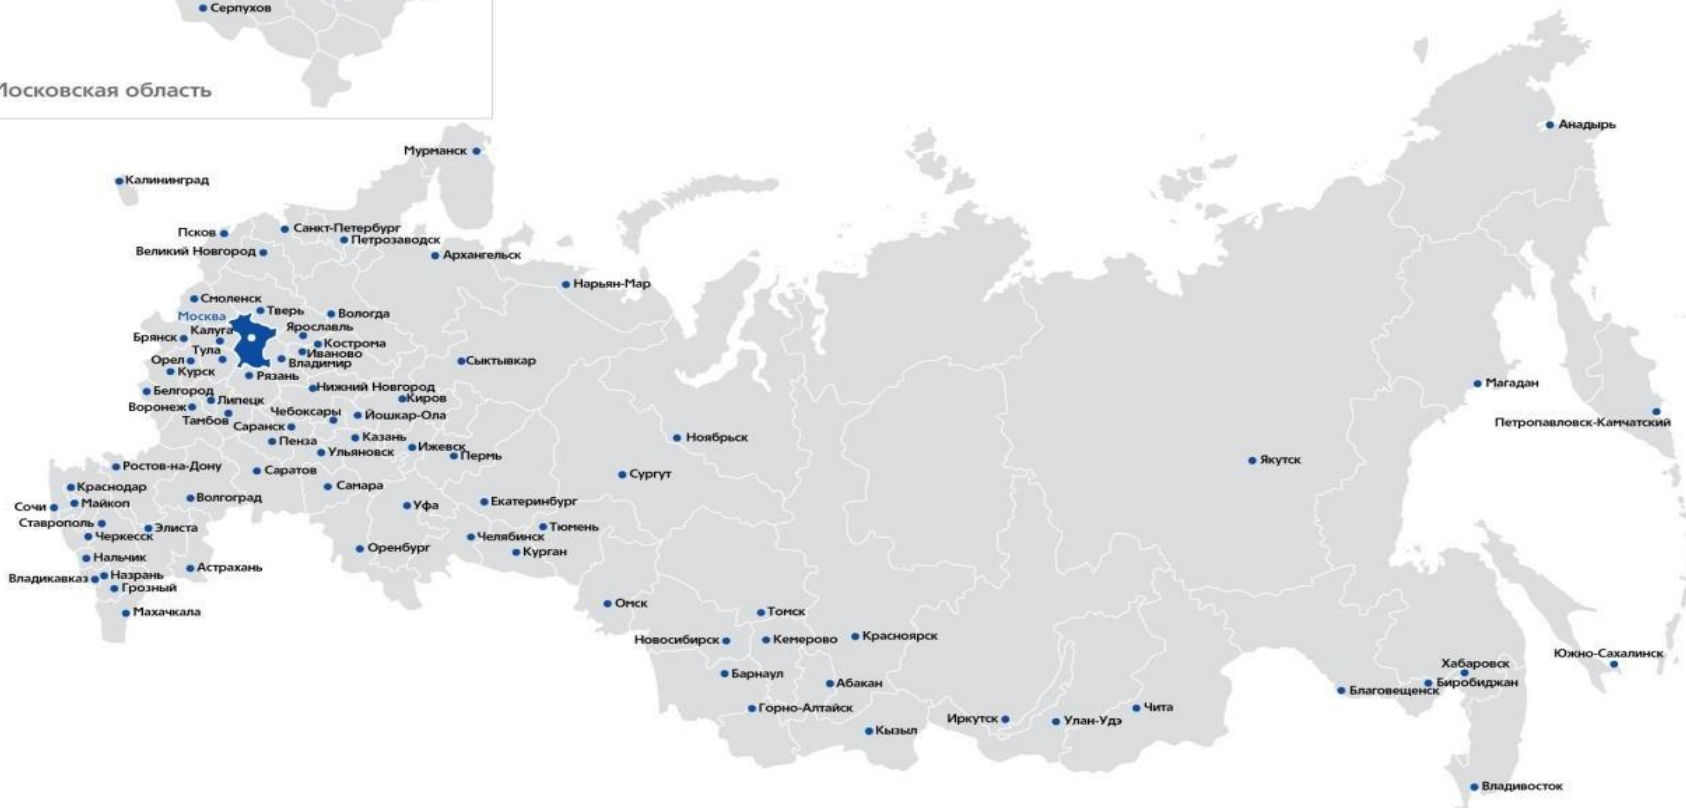 Серпухов
Московская область
Анадырь
Мурманск
Калининград
Санкт-Петербург
Псков
Петрозаводск
Великий Новгород
Архангельск
Нарьян-Мар
Смоленск
Тверь
Вологда
Москва
Ярославль
Калуга
Брянск
Кострома
Тула
Иваново
Орел
Владимир
Сыктывкар
Курск
Рязань
Магадан
Нижний Новгород
Белгород
Киров
Липецк
Воронеж
Чебоксары
Йошкар-Ола
Тамбов
Петропавловск-Камчатский
Саранск
Казань
Ноябрьск
Пенза
Ижевск
Ульяновск
Пермь
Якутск
Ростов-на-Дону
Саратов
Сургут
Краснодар
Самара
Волгоград
Екатеринбург
Майкоп
Сочи
Уфа
Ставрополь
Элиста
Тюмень
Черкесск
Челябинск
Оренбург
Курган
Нальчик
Астрахань
Назрань
Владикавказ
Грозный
Омск
Махачкала
Томск
Красноярск
Новосибирск
Кемерово
Южно-Сахалинск
Хабаровск
Барнаул
Абакан
Биробиджан
Благовещенск
Горно-Алтайск
Чита
Иркутск
Улан-Удэ
Кызыл
Владивосток